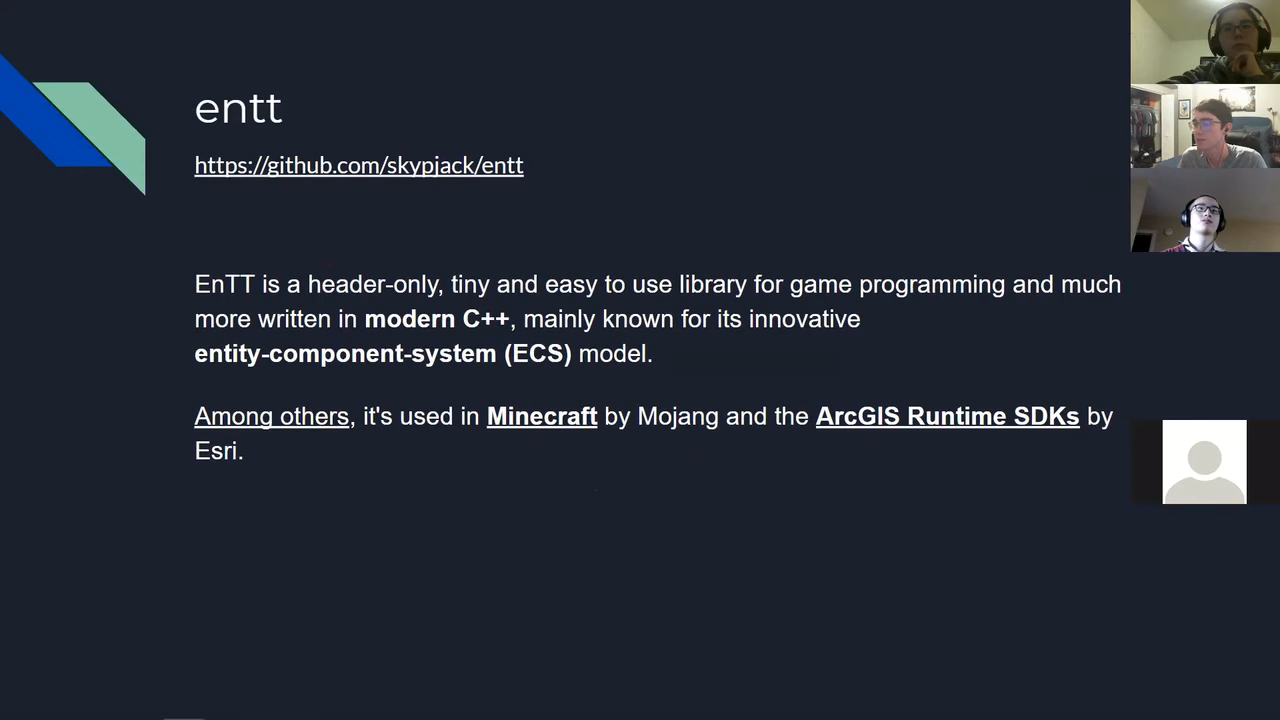 entt
https://github.com/skypjack/entt
EnTT is a header-only, tiny and easy to use library for game programming and much
more written in modern C++, mainly known for its innovative
entity-component-system (ECS) model.
Among others, it's used in Minecraft by Mojang and the ArcGIS Runtime SDKs by
Esri.